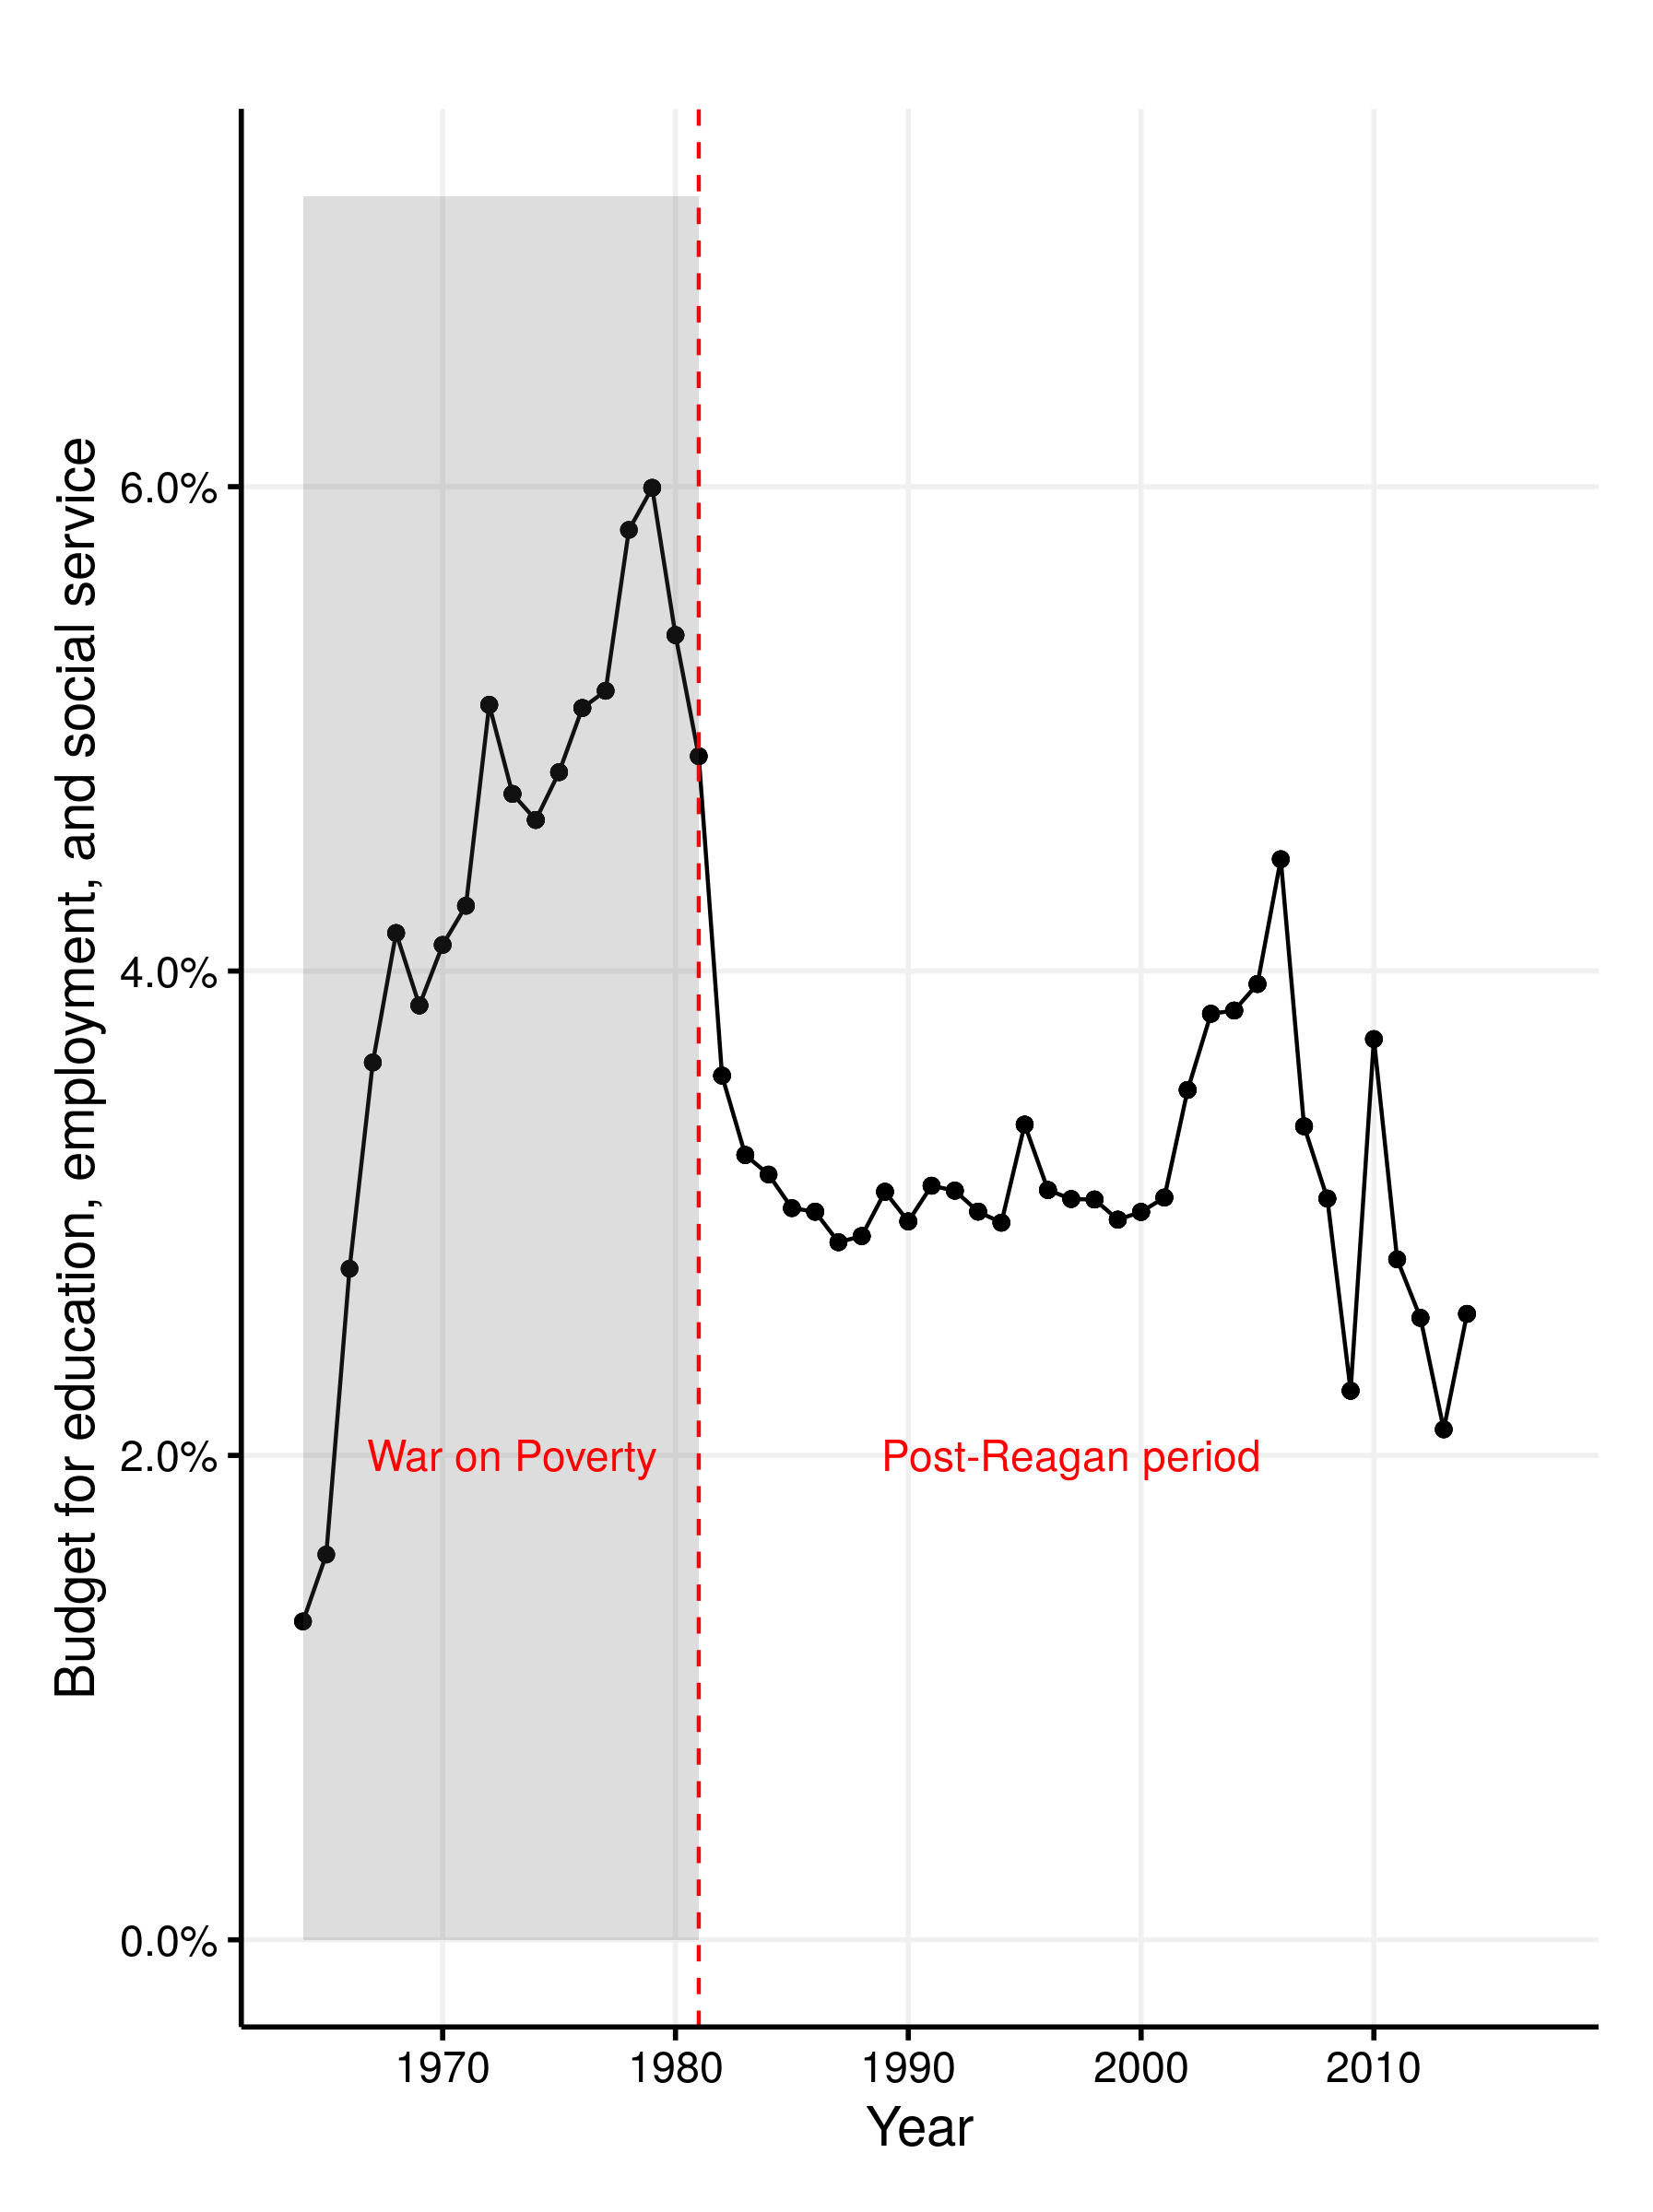 Budget for education, employment, and social service
6.0%
4.0%
2.0%
0.0%
War on Poverty
Post-Reagan period
1970
1980
1990
2000
2010
Year